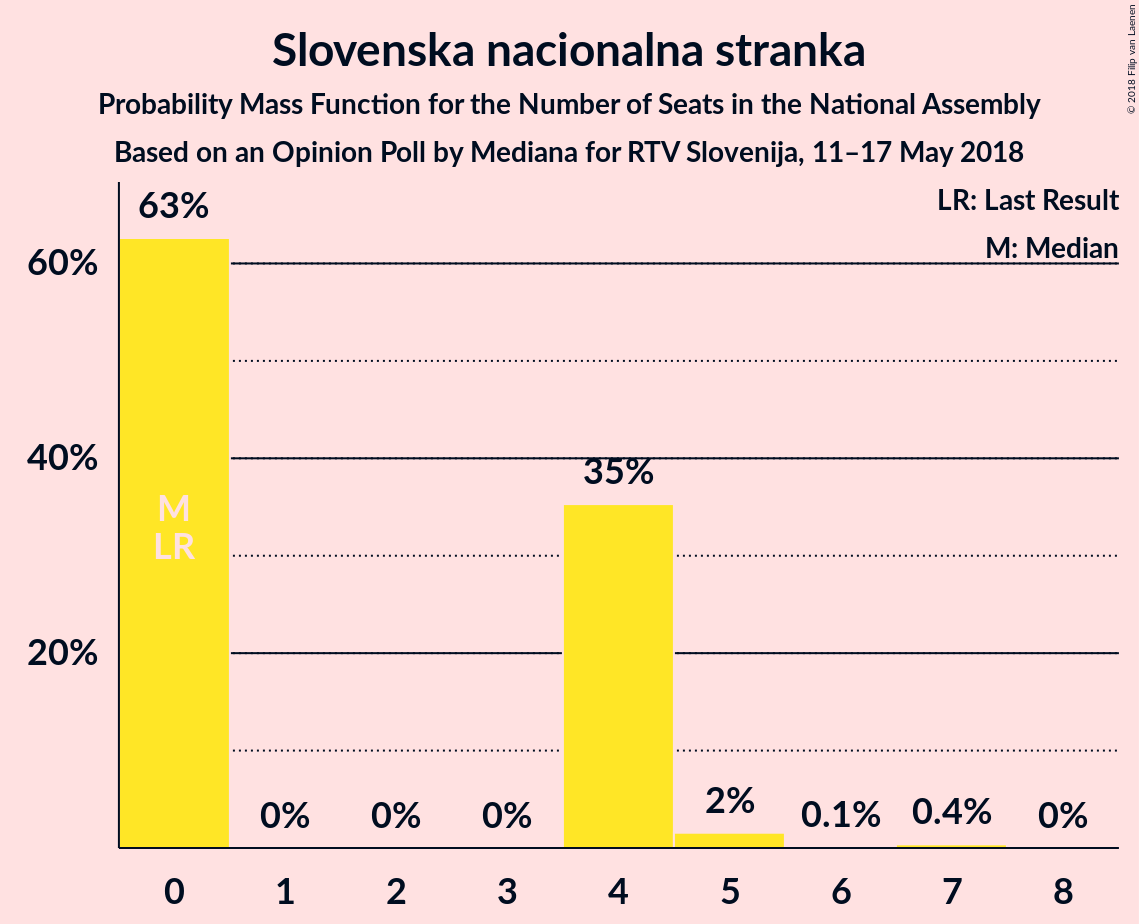 Slovenska nacionalna stranka
Probability Mass Function for the Number of Seats in the National Assembly
Based on an Opinion Poll by Mediana for RTV Slovenija, 11–17 May 2018
© 2018 Filip van Laenen
LR: Last Result
M: Median
63%
60%
40%
35%
M
LR
20%
0%
0%
0%
2%
0.1%
0.4%
0%
0
1
2
3
4
5
6
7
8